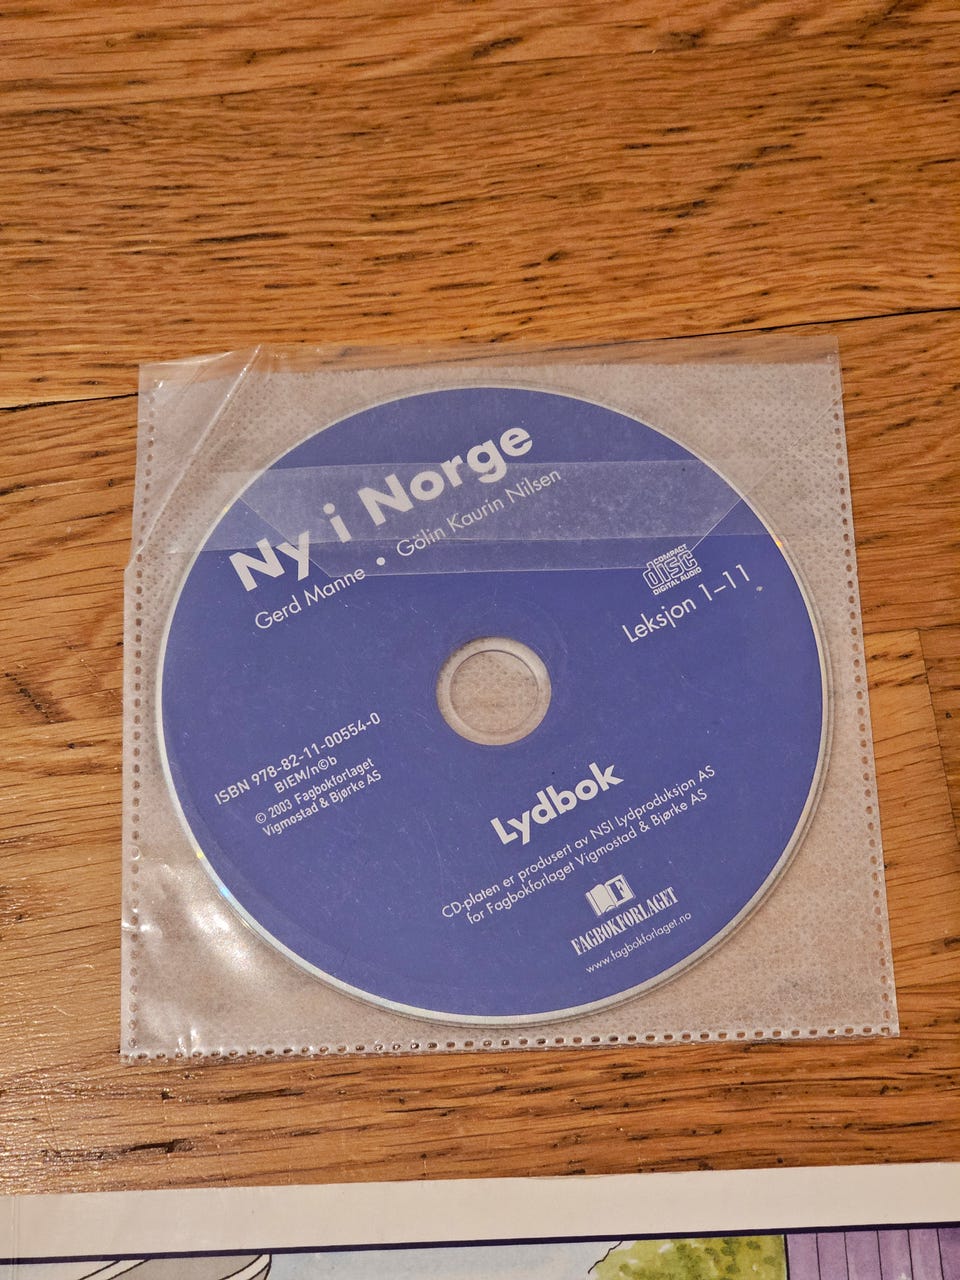 Ny i Norge
Gerd Manne • Gölin Kaurin Nilsen
COMPACT
disc
DIGITAL AUDIO
Leksjon 1–11
ISBN 978-82-11-00554-0
BIEM/n©b
© 2003 Fagbokforlaget
Vigmostad & Bjørke AS
Lydbok
CD-platen er produsert av NSI Lydproduksjon AS
for Fagbokforlaget Vigmostad & Bjørke AS
F
FAGBOKFORLAGET
www.fagbokforlaget.no